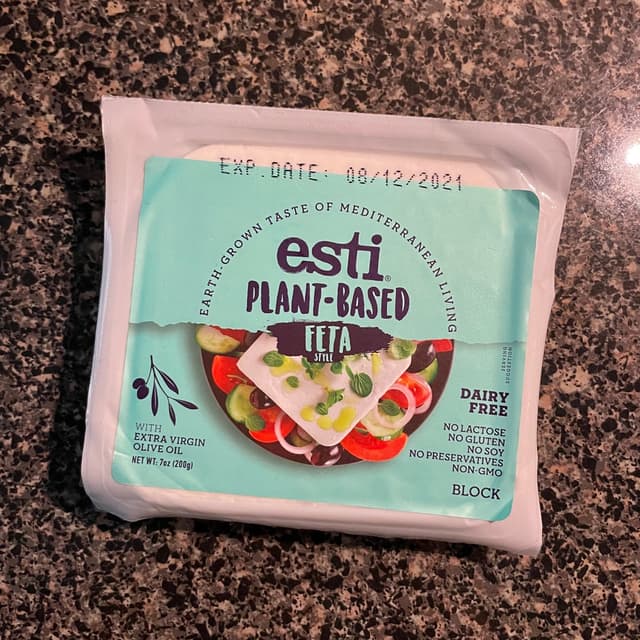 EXP.DATE: 08/12/2021
EARTH-GROWN TASTE OF MEDITERRANEAN LIVING
esti®
PLANT-BASED
FETA
STYLE
SERVING
SUGGESTION
WITH
EXTRA VIRGIN
OLIVE OIL
NET WT: 7oz (200g)
DAIRY
FREE
NO LACTOSE
NO GLUTEN
NO SOY
NO PRESERVATIVES
NON-GMO
BLOCK